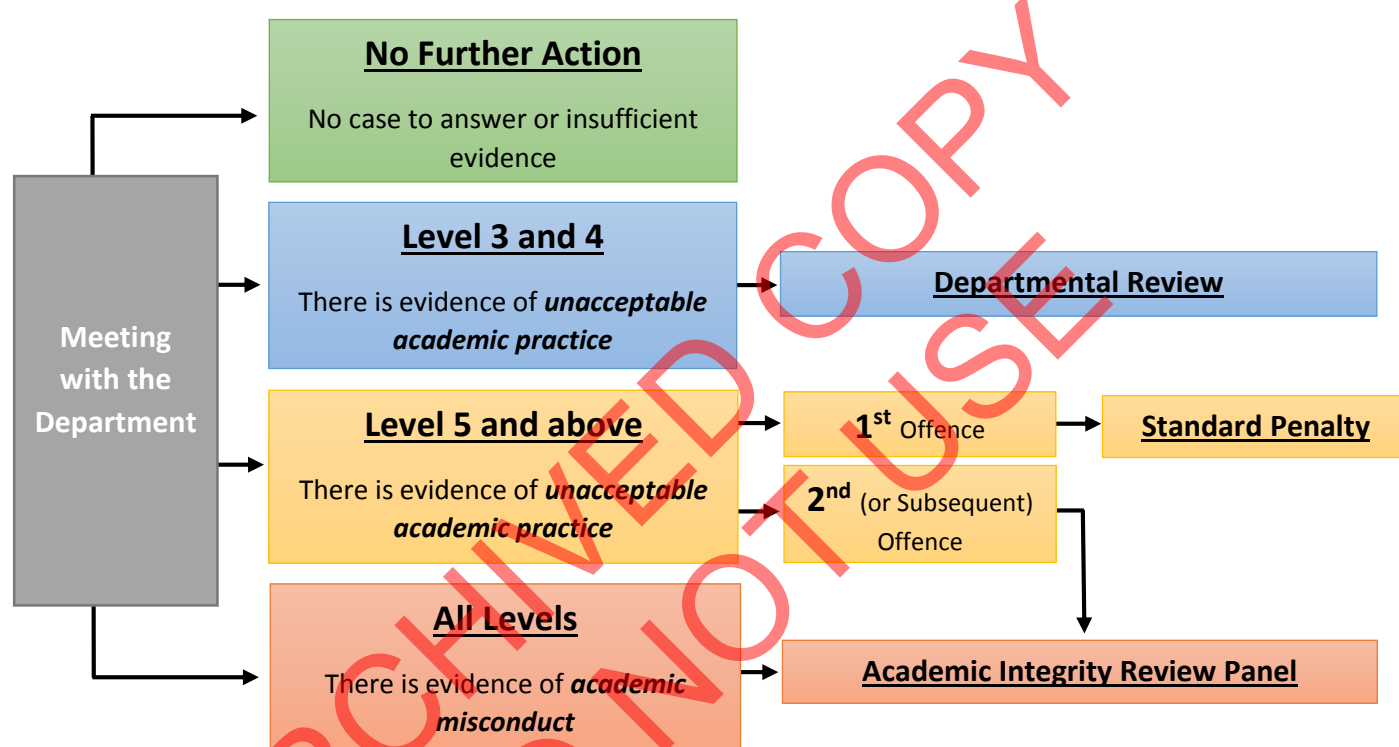 No Further Action
No case to answer or insufficient
evidence
Meeting
with the
Department
Level 3 and 4
There is evidence of unacceptable
academic practice
Departmental Review
Level 5 and above
There is evidence of unacceptable
academic practice
1st Offence
Standard Penalty
2nd (or Subsequent)
Offence
All Levels
There is evidence of academic
misconduct
Academic Integrity Review Panel
RCHIVED COPY
NOT USE